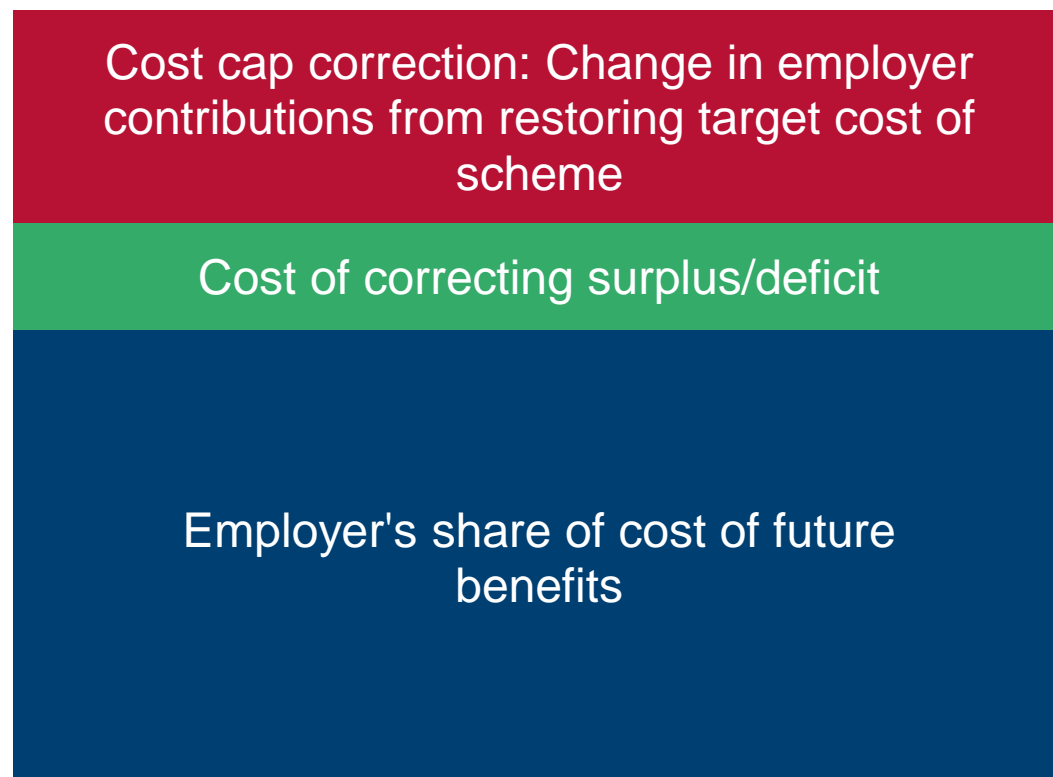 Cost cap correction: Change in employer
contributions from restoring target cost of
scheme
Cost of correcting surplus/deficit
Employer's share of cost of future
benefits